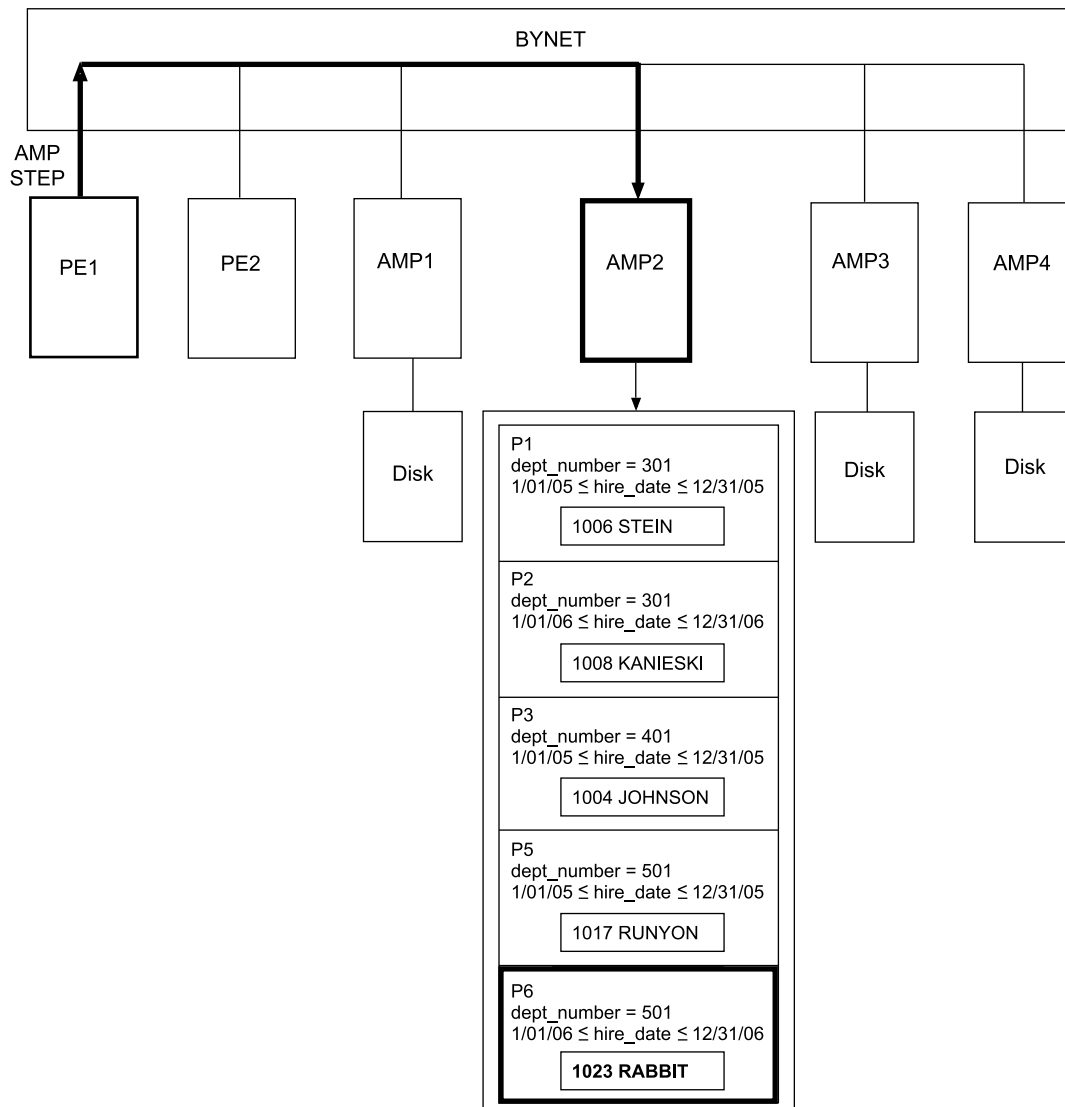 BYNET
AMP
STEP
PE1
PE2
AMP1
AMP2
AMP3
AMP4
Disk
Disk
Disk
P1
dept_number = 301
1/01/05 ≤ hire_date ≤ 12/31/05
1006 STEIN
P2
dept_number = 301
1/01/06 ≤ hire_date ≤ 12/31/06
1008 KANIESKI
P3
dept_number = 401
1/01/05 ≤ hire_date ≤ 12/31/05
1004 JOHNSON
P5
dept_number = 501
1/01/05 ≤ hire_date ≤ 12/31/05
1017 RUNYON
P6
dept_number = 501
1/01/06 ≤ hire_date ≤ 12/31/06
1023 RABBIT